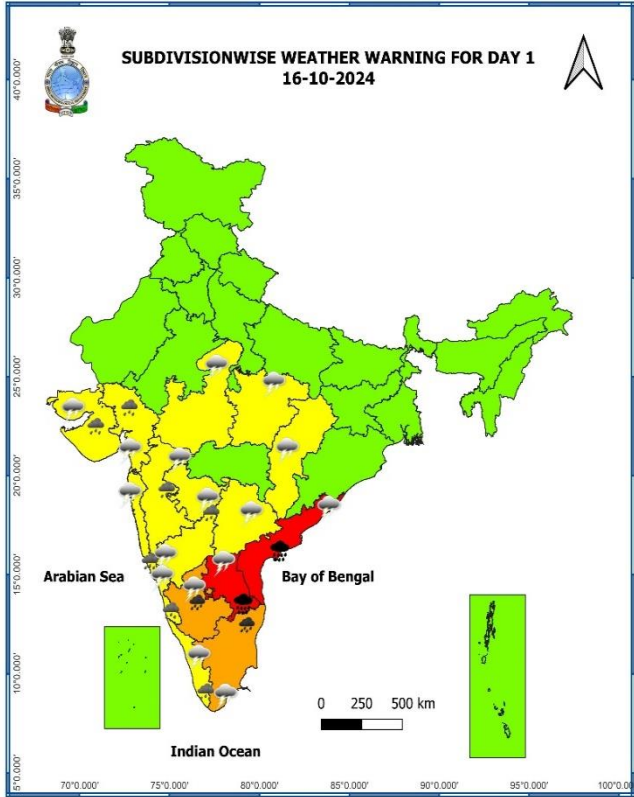 SUBDIVISIONWISE WEATHER WARNING FOR DAY 1
16-10-2024
40°0.000'
35°0.000'
30°0.000'
25°0.000'
20°0.000'
15°0.000'
10°0.000'
5°0.000'
Arabian Sea
Bay of Bengal
0 250 500 km
Indian Ocean
70°0.000' 75°0.000' 80°0.000' 85°0.000' 90°0.000' 95°0.000' 100°0.000'